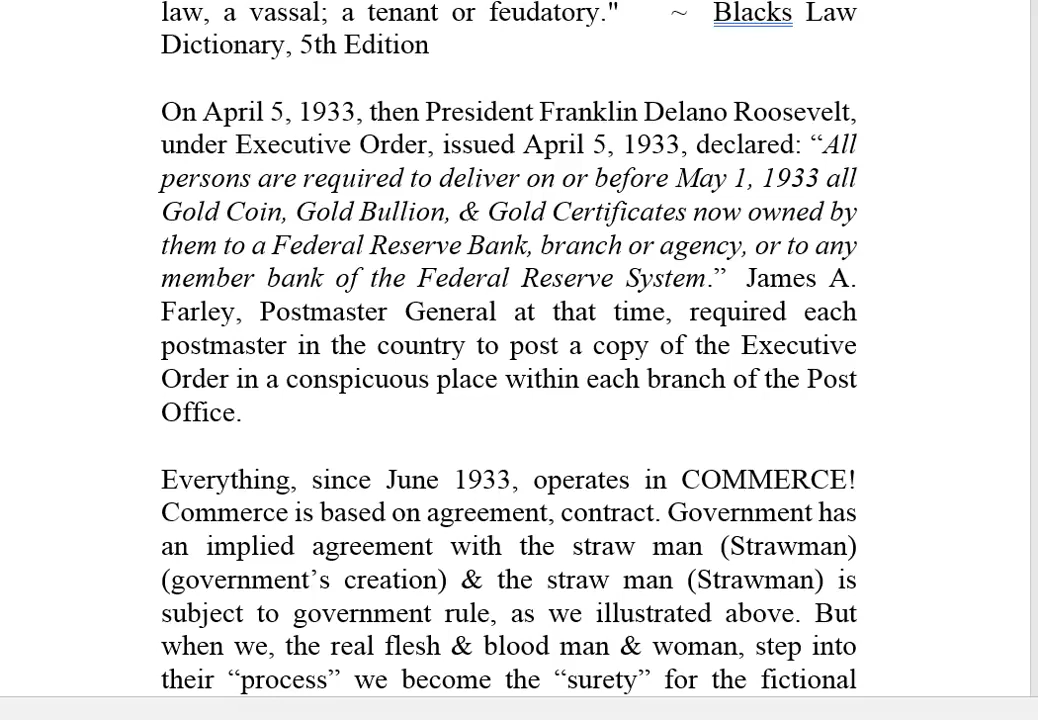 law, a vassal; a tenant or feudatory." ~ Blacks Law
Dictionary, 5th Edition
On April 5, 1933, then President Franklin Delano Roosevelt,
under Executive Order, issued April 5, 1933, declared: “All
persons are required to deliver on or before May 1, 1933 all
Gold Coin, Gold Bullion, & Gold Certificates now owned by
them to a Federal Reserve Bank, branch or agency, or to any
member bank of the Federal Reserve System.” James A.
Farley, Postmaster General at that time, required each
postmaster in the country to post a copy of the Executive
Order in a conspicuous place within each branch of the Post
Office.
Everything, since June 1933, operates in COMMERCE!
Commerce is based on agreement, contract. Government has
an implied agreement with the straw man (Strawman)
(government’s creation) & the straw man (Strawman) is
subject to government rule, as we illustrated above. But
when we, the real flesh & blood man & woman, step into
their “process” we become the “surety” for the fictional